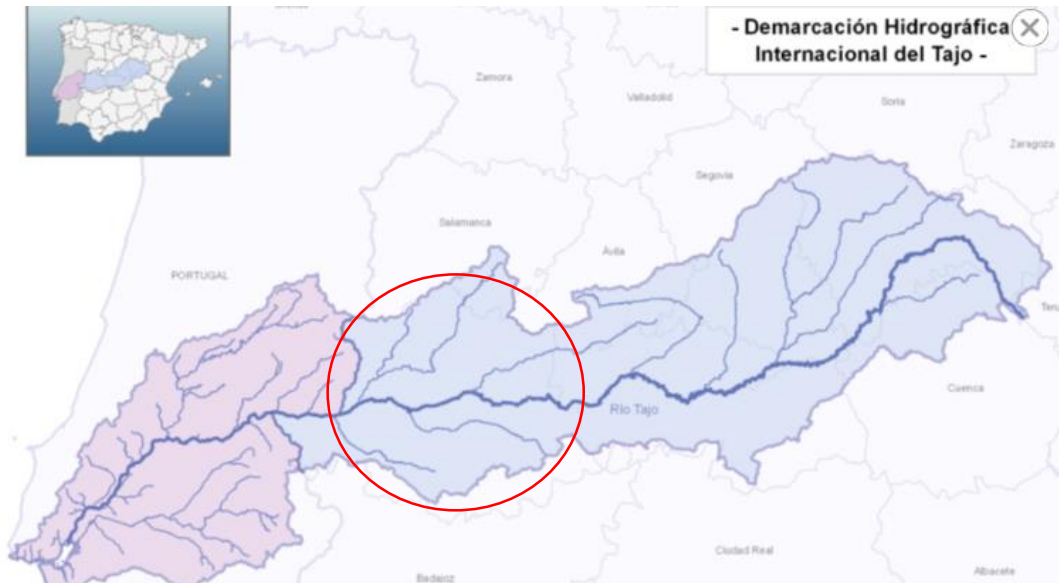 - Demarcación Hidrográfica
Internacional del Tajo -
Zamora
Valladolid
Soria
Zaragoza
Segovia
Salamanca
Ávila
PORTUGAL
Teru
Cuenca
Río Tajo
Ciudad Real
Albacete
Badajoz